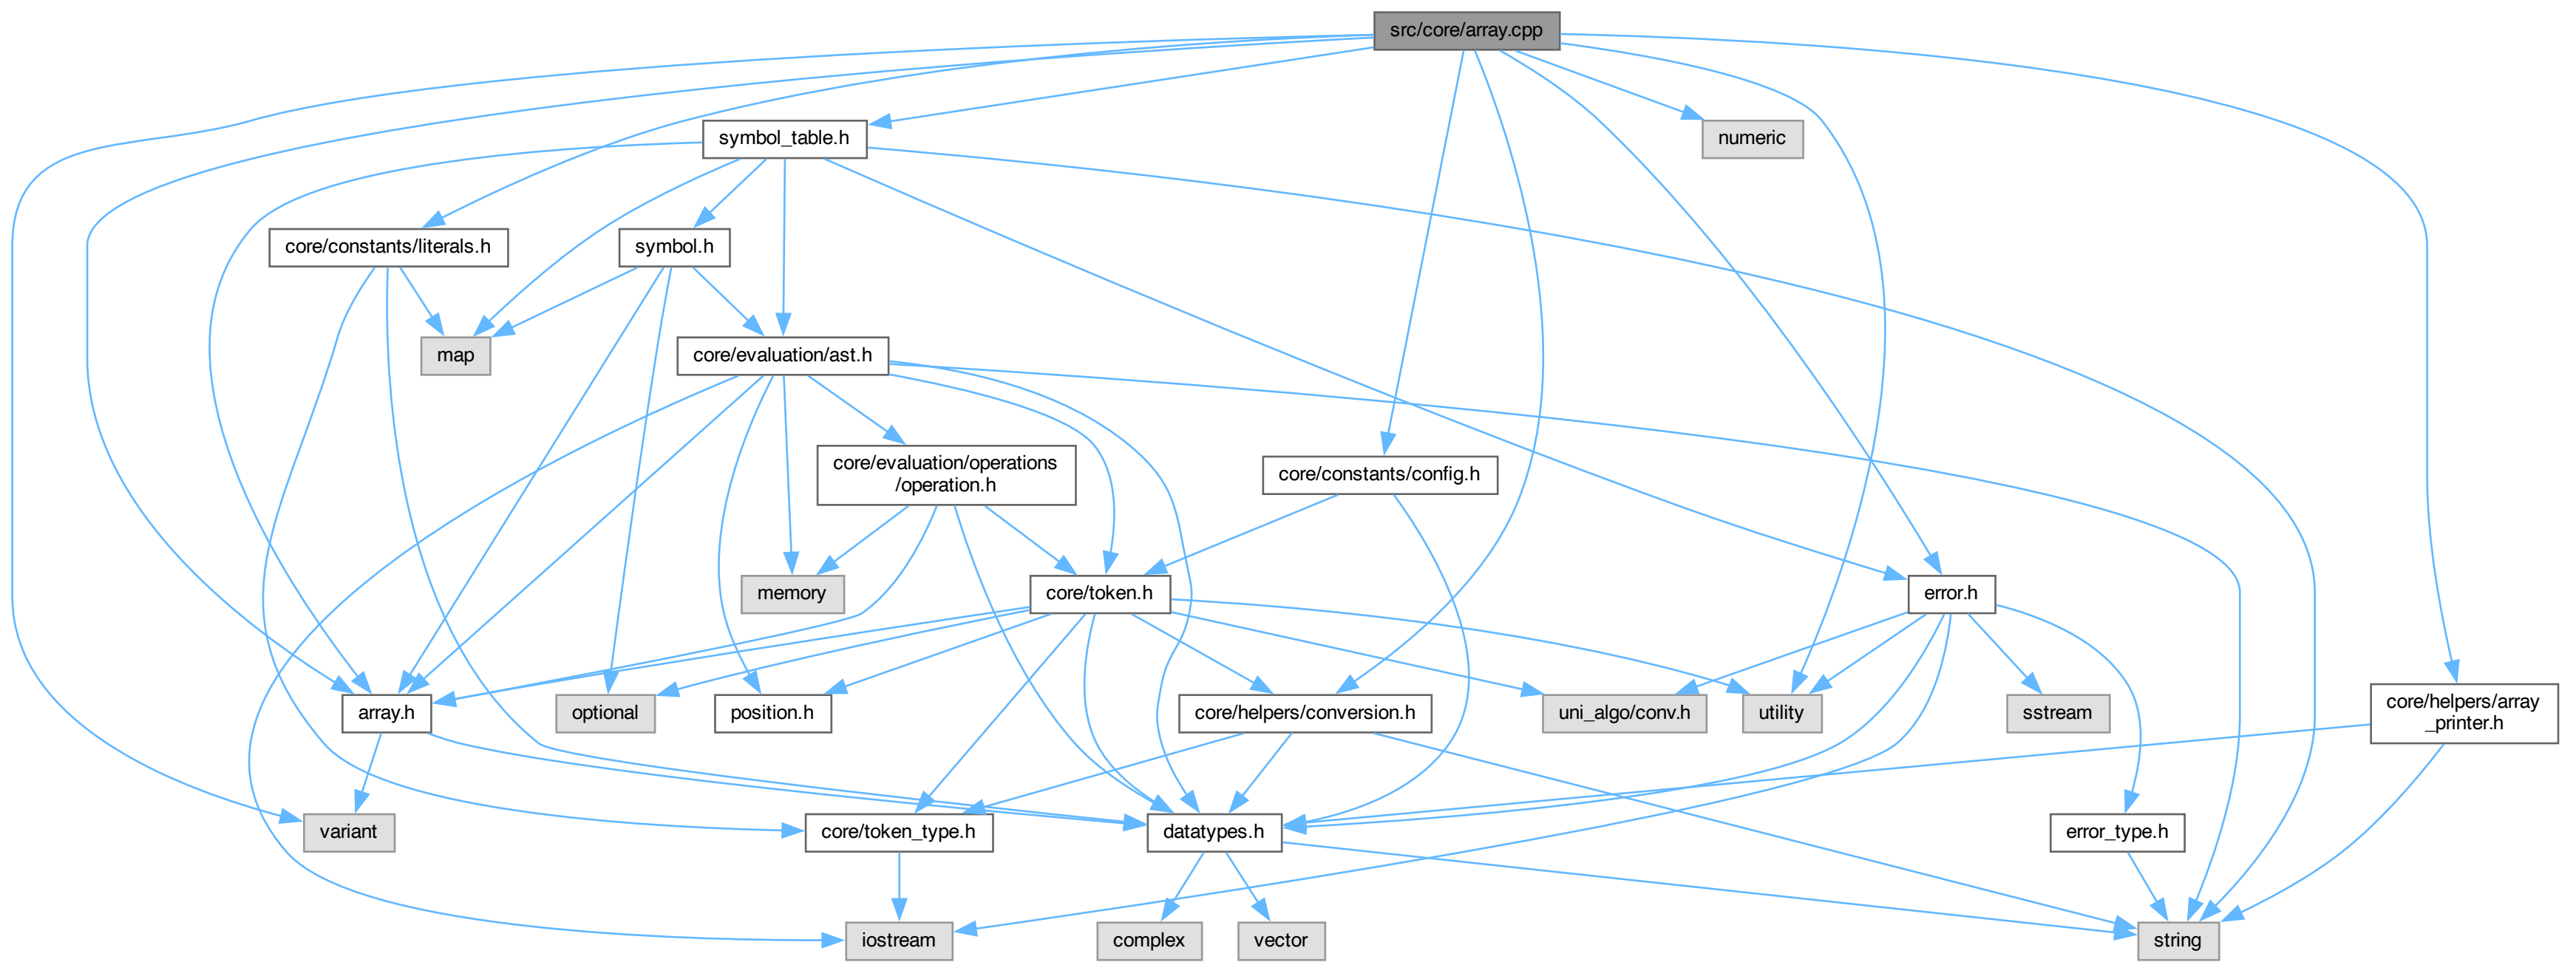 src/core/array.cpp
symbol_table.h
numeric
core/constants/literals.h
symbol.h
map
core/evaluation/ast.h
core/evaluation/operations
/operation.h
core/constants/config.h
memory
core/token.h
error.h
array.h
optional
position.h
core/helpers/conversion.h
uni_algo/conv.h
utility
sstream
core/helpers/array
_printer.h
variant
core/token_type.h
datatypes.h
error_type.h
iostream
complex
vector
string